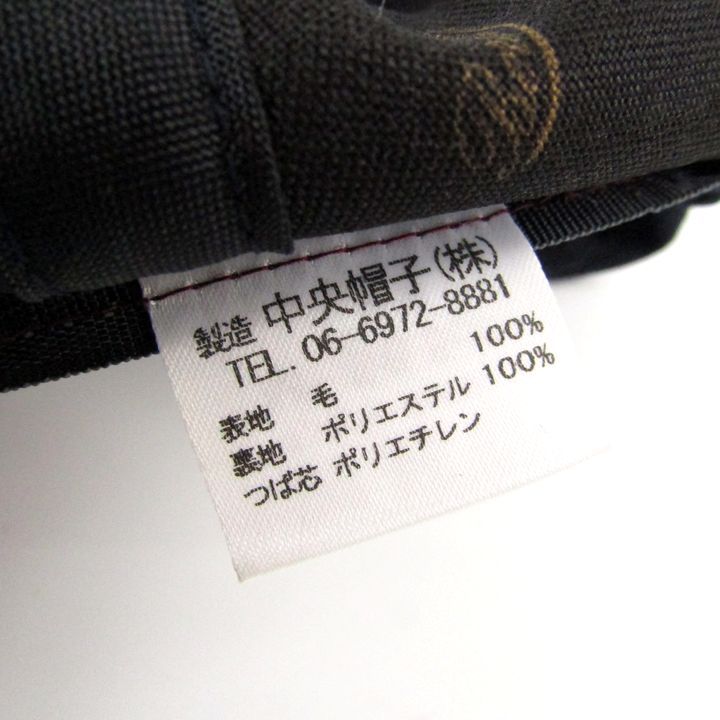 製造 中央帽子(株)
TEL. 06-6972-8881
表地 毛 100%
裏地 ポリエステル 100%
つば芯 ポリエチレン